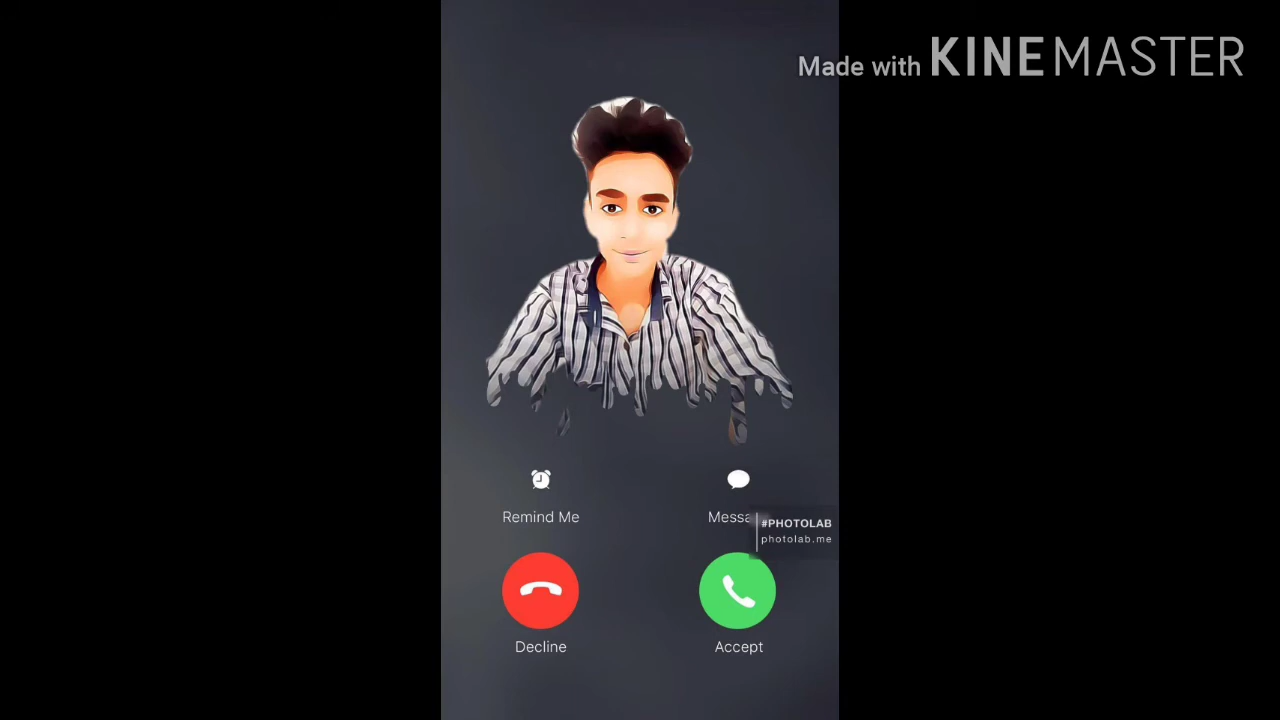 Made with KINEMASTER
Remind Me
Messa
#PHOTOLAB
photolab.me
Decline
Accept